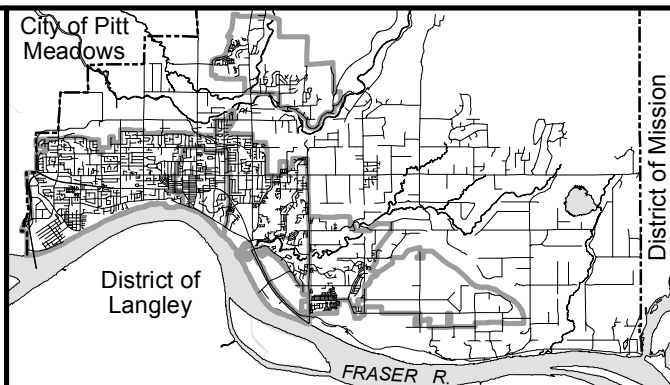 City of Pitt
Meadows
District of Mission
District of
Langley
FRASER R.